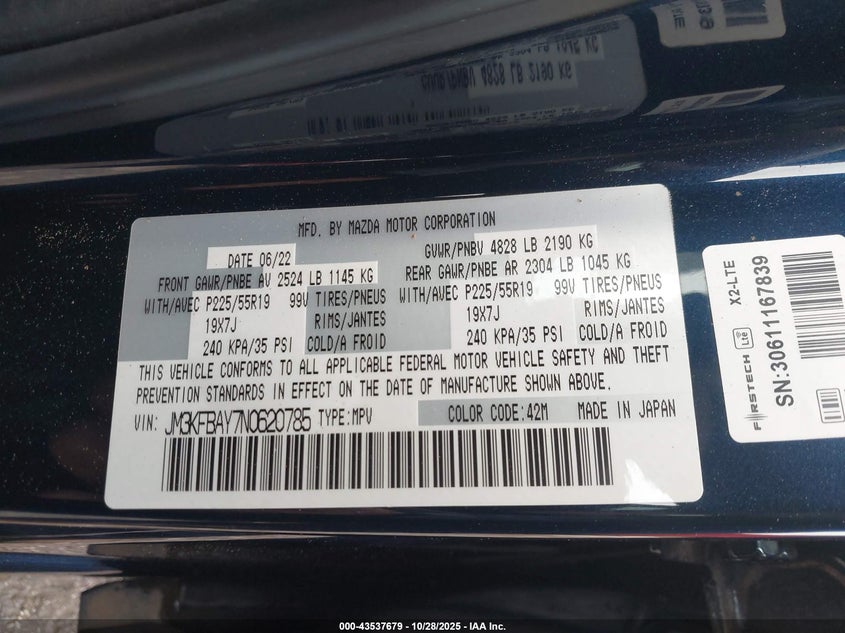 MFD. BY MAZDA MOTOR CORPORATION
DATE 06/22
GVWR/PNBV 4828 LB 2190 KG
FRONT GAWR/PNBE AV 2524 LB 1145 KG
REAR GAWR/PNBE AR 2304 LB 1045 KG
WITH/AVEC P225/55R19 99V TIRES/PNEUS
WITH/AVEC P225/55R19 99V TIRES/PNEUS
19X7J RIMS/JANTES
19X7J RIMS/JANTES
240 KPA/35 PSI COLD/A FROID
240 KPA/35 PSI COLD/A FROID
THIS VEHICLE CONFORMS TO ALL APPLICABLE FEDERAL MOTOR VEHICLE SAFETY AND THEFT
PREVENTION STANDARDS IN EFFECT ON THE DATE OF MANUFACTURE SHOWN ABOVE.
VIN: JM3KFBAY7N0620785 TYPE:MPV COLOR CODE:42M MADE IN JAPAN
FIRSTECH Lte
X2-LTE
SN:30611167839
000-43537679 - 10/28/2025 - IAA Inc.